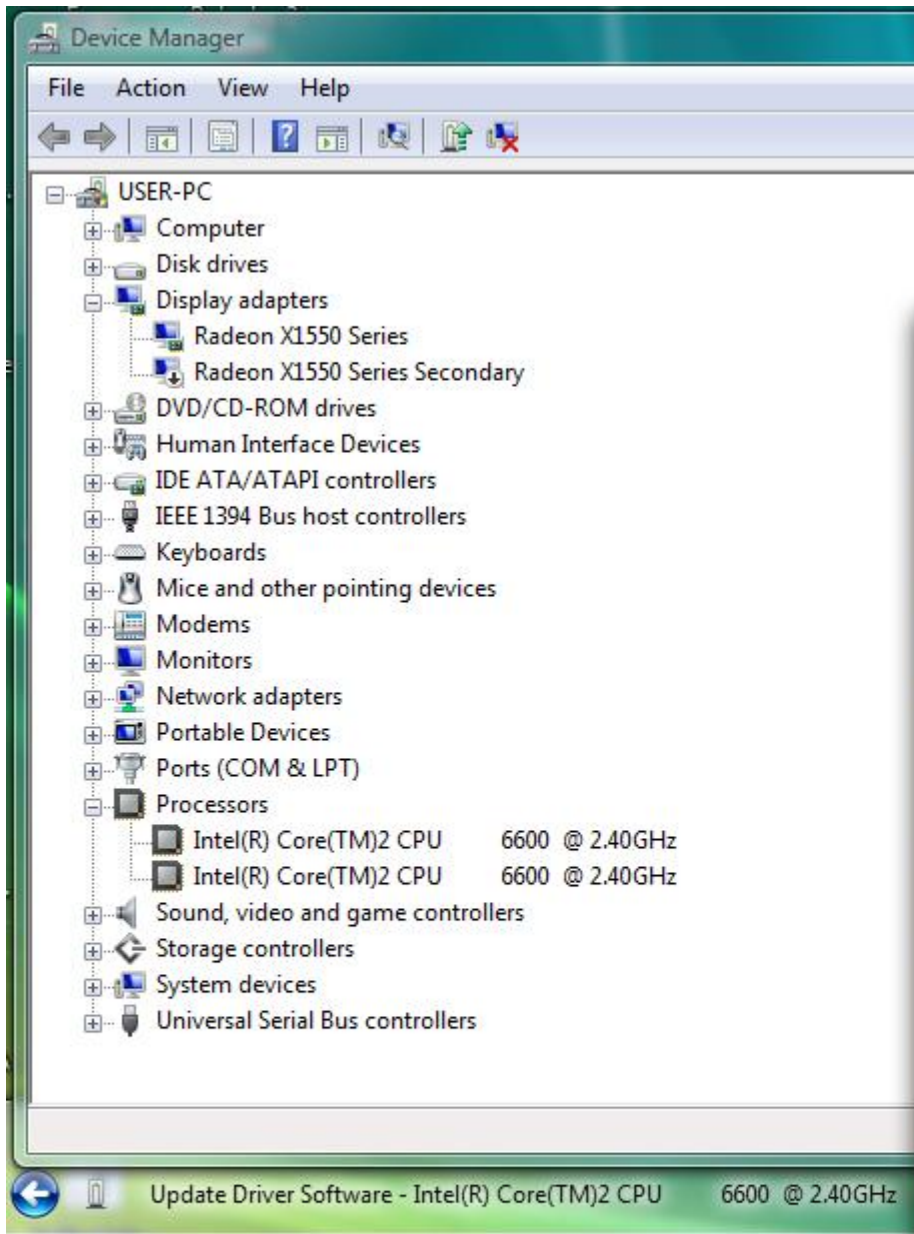 Device Manager
File Action View Help
USER-PC
Computer
Disk drives
Display adapters
Radeon X1550 Series
Radeon X1550 Series Secondary
DVD/CD-ROM drives
Human Interface Devices
IDE ATA/ATAPI controllers
IEEE 1394 Bus host controllers
Keyboards
Mice and other pointing devices
Modems
Monitors
Network adapters
Portable Devices
Ports (COM & LPT)
Processors
Intel(R) Core(TM)2 CPU 6600 @ 2.40GHz
Intel(R) Core(TM)2 CPU 6600 @ 2.40GHz
Sound, video and game controllers
Storage controllers
System devices
Universal Serial Bus controllers
Update Driver Software - Intel(R) Core(TM)2 CPU 6600 @ 2.40GHz